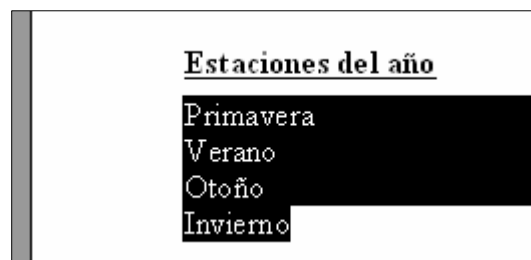 Estaciones del año
Primavera
Verano
Otoño
Invierno